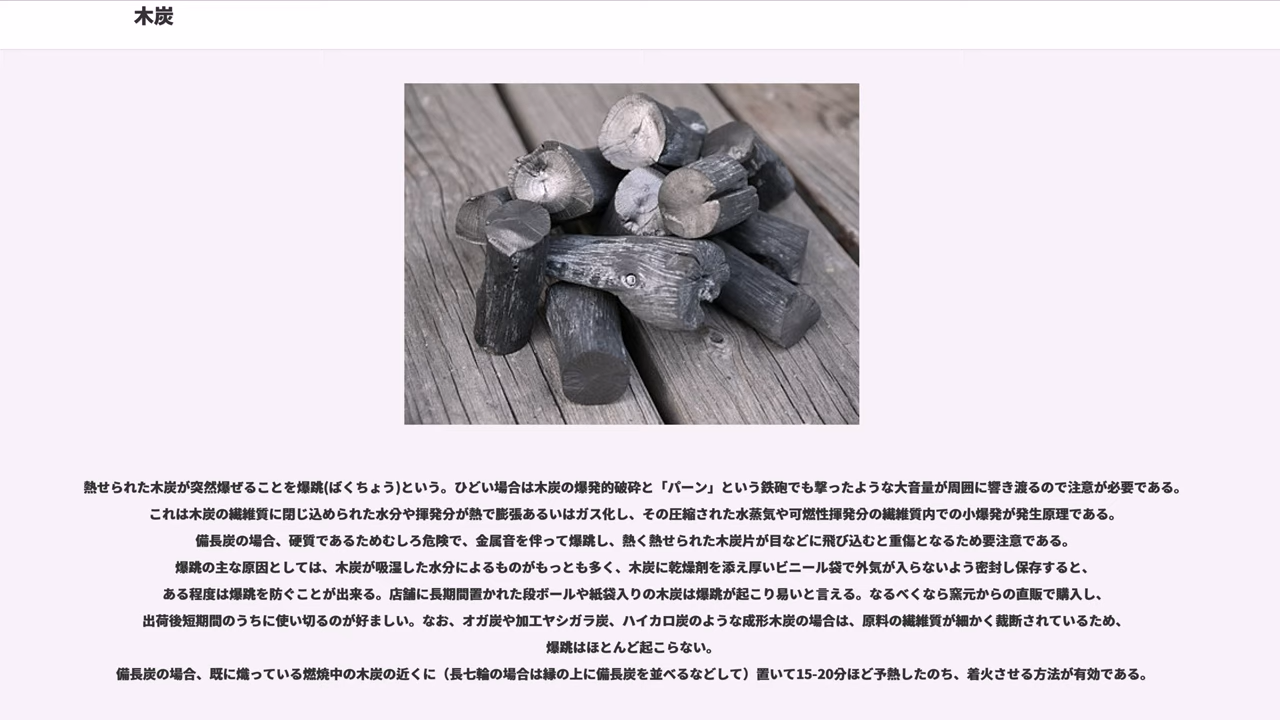 木炭
熱せられた木炭が突然爆ぜることを爆跳(ばくちょう)という。ひどい場合は木炭の爆発的破砕と「パーン」という鉄砲でも撃ったような大音量が周囲に響き渡るので注意が必要である。
これは木炭の繊維質に閉じ込められた水分や揮発分が熱で膨張あるいはガス化し、その圧縮された水蒸気や可燃性揮発分の繊維質内での小爆発が発生原理である。
備長炭の場合、硬質であるためむしろ危険で、金属音を伴って爆跳し、熱く熱せられた木炭片が目などに飛び込むと重傷となるため要注意である。
爆跳の主な原因としては、木炭が吸湿した水分によるものがもっとも多く、木炭に乾燥剤を添え厚いビニール袋で外気が入らないよう密封し保存すると、
ある程度は爆跳を防ぐことが出来る。店舗に長期間置かれた段ボールや紙袋入りの木炭は爆跳が起こり易いと言える。なるべくなら窯元からの直販で購入し、
出荷後短期間のうちに使い切るのが好ましい。なお、オガ炭や加工ヤシガラ炭、ハイカロ炭のような成形木炭の場合は、原料の繊維質が細かく裁断されているため、
爆跳はほとんど起こらない。
備長炭の場合、既に熾っている燃焼中の木炭の近くに（長七輪の場合は縁の上に備長炭を並べるなどして）置いて15-20分ほど予熱したのち、着火させる方法が有効である。